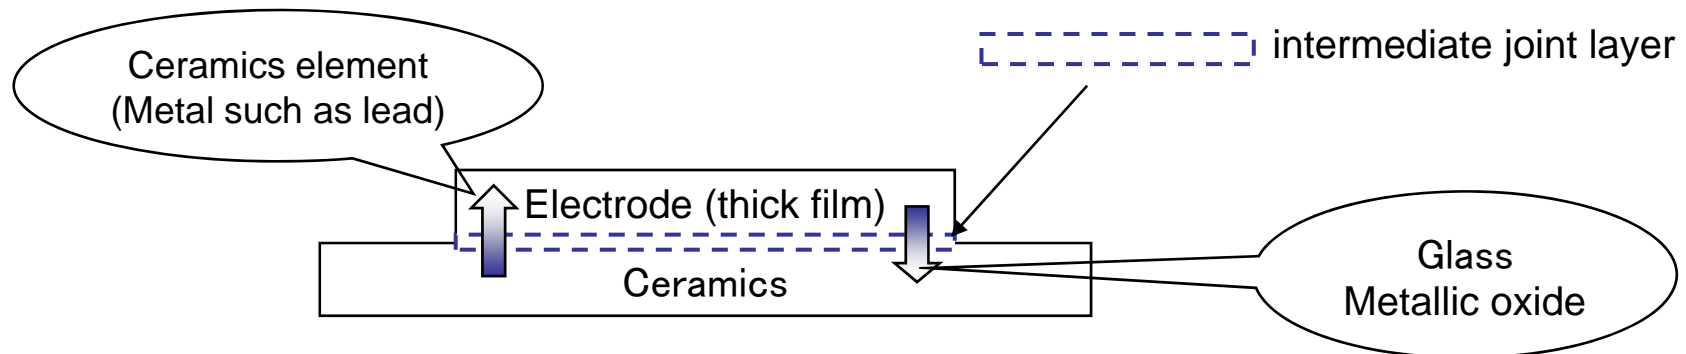 Ceramics element
(Metal such as lead)
intermediate joint layer
Electrode (thick film)
Ceramics
Glass
Metallic oxide